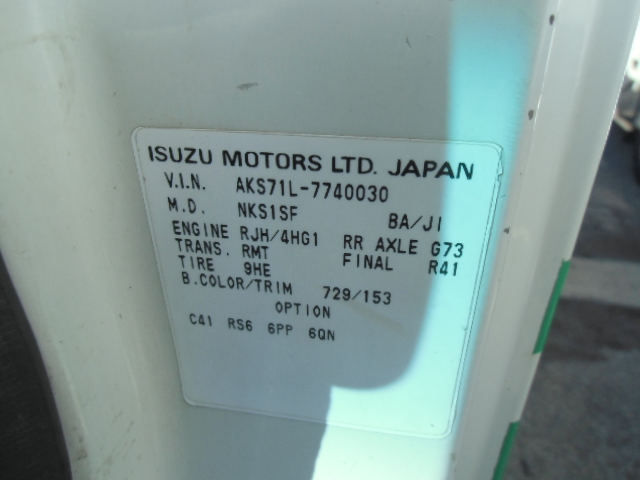 ISUZU MOTORS LTD. JAPAN
V.I.N. AKS71L-7740030
M.D. NKS1SF BA/JI
ENGINE RJH/4HG1 RR AXLE G73
TRANS. RMT FINAL R41
TIRE 9HE
B.COLOR/TRIM 729/153
OPTION
C41 RS6 6PP 6QN